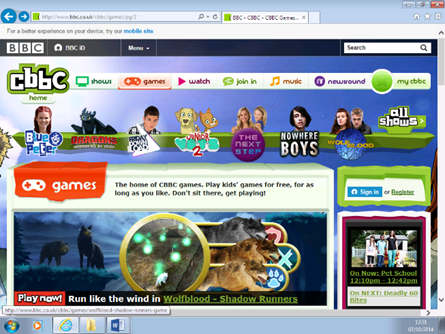 http://www.bbc.co.uk/cbbc/games/pg/2
BBC - CBBC - CBBC Games...
For a better experience on your device, try our mobile site
BBC
BBC iD
Menu
Search
cbbc
home
shows
games
watch
join in
music
newsround
my cbbc
Blue Peter
DRAGONS
JUNIOR
2
THE NEXT STEP
NOWHERE BOYS
WOLFBLOOD
all shows
games
The home of CBBC games. Play kids' games for free, for as
long as you like. Don't sit there, get playing!
Sign in or Register
On Now: Pet School
12:10pm - 12:42pm
On NEXT: Deadly 60
Bites
Play now! Run like the wind in Wolfblood - Shadow Runners
http://www.bbc.co.uk/cbbc/games/wolfblood-shadow-runners-game
12:31
07/10/2014